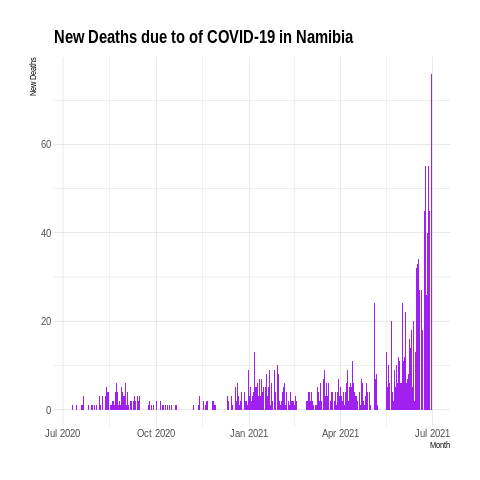 New Deaths due to of COVID-19 in Namibia
New Deaths
60
40
20
0
Jul 2020
Oct 2020
Jan 2021
Apr 2021
Jul 2021
Month